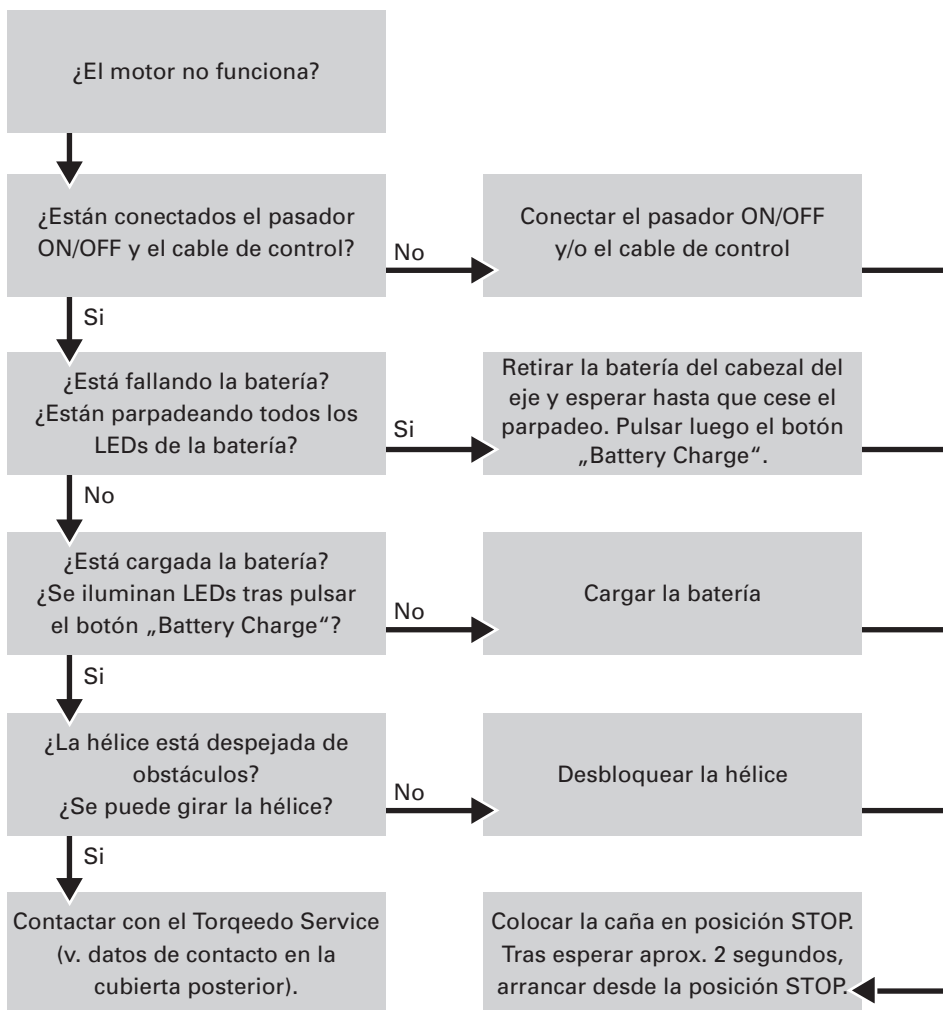 ¿El motor no funciona?
¿Están conectados el pasador
ON/OFF y el cable de control?
No
Conectar el pasador ON/OFF
y/o el cable de control
Si
¿Está fallando la batería?
¿Están parpadeando todos los
LEDs de la batería?
Si
Retirar la batería del cabezal del
eje y esperar hasta que cese el
parpadeo. Pulsar luego el botón
„Battery Charge“.
No
¿Está cargada la batería?
¿Se iluminan LEDs tras pulsar
el botón „Battery Charge“?
No
Cargar la batería
Si
¿La hélice está despejada de
obstáculos?
¿Se puede girar la hélice?
No
Desbloquear la hélice
Si
Contactar con el Torqeedo Service
(v. datos de contacto en la
cubierta posterior).
Colocar la caña en posición STOP.
Tras esperar aprox. 2 segundos,
arrancar desde la posición STOP.